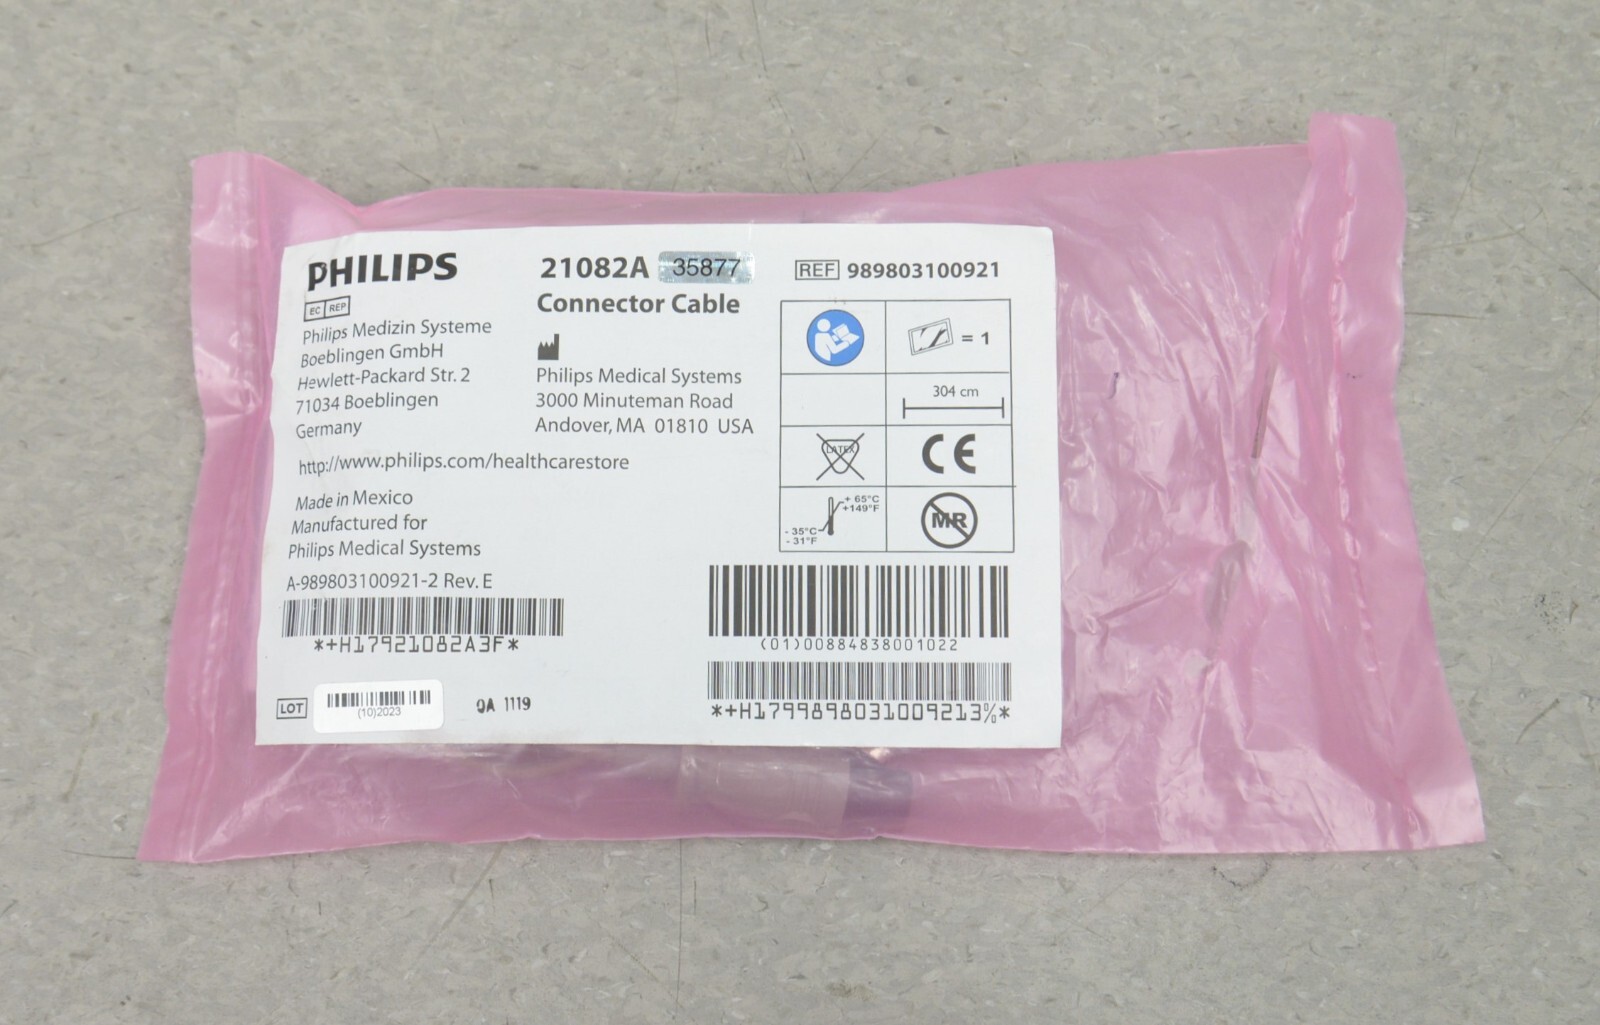 PHILIPS
EC REP
Philips Medizin Systeme
Boeblingen GmbH
Hewlett-Packard Str. 2
71034 Boeblingen
Germany
http://www.philips.com/healthcarestore
Made in Mexico
Manufactured for
Philips Medical Systems
A-989803100921-2 Rev. E
*+H17921082A3F*
LOT
(10)2023
QA 1119
21082A 35877
Connector Cable
Philips Medical Systems
3000 Minuteman Road
Andover, MA 01810 USA
REF 989803100921
= 1
304 cm
LATEX
CE
+ 65°C
+149°F
- 35°C
- 31°F
MR
(01)00884838001022
*+H1799898031009213%*